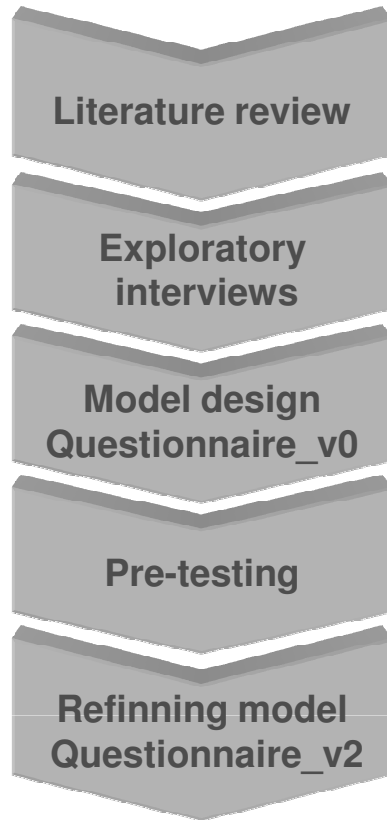 Literature review
Exploratory
interviews
Model design
Questionnaire_v0
Pre-testing
Refinning model
Questionnaire_v2